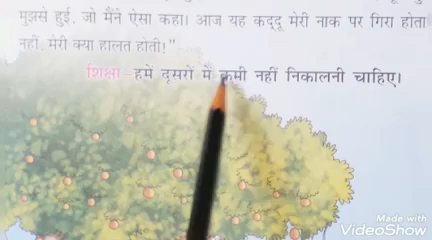 मुझसे हुई, जो मैंने ऐसा कहा। आज यह कद्दू मेरी नाक पर गिरा होता
नहीं, मेरी क्या हालत होती!"
शिक्षा - हमें दूसरों में कमी नहीं निकालनी चाहिए।
Made with
VideoShow